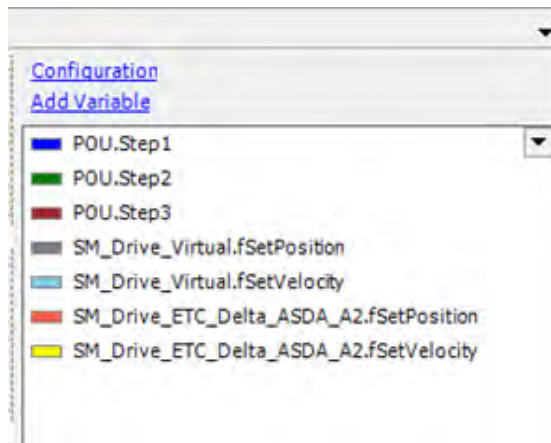 Configuration
Add Variable
POU.Step1
POU.Step2
POU.Step3
SM_Drive_Virtual.fSetPosition
SM_Drive_Virtual.fSetVelocity
SM_Drive_ETC_Delta_ASDA_A2.fSetPosition
SM_Drive_ETC_Delta_ASDA_A2.fSetVelocity